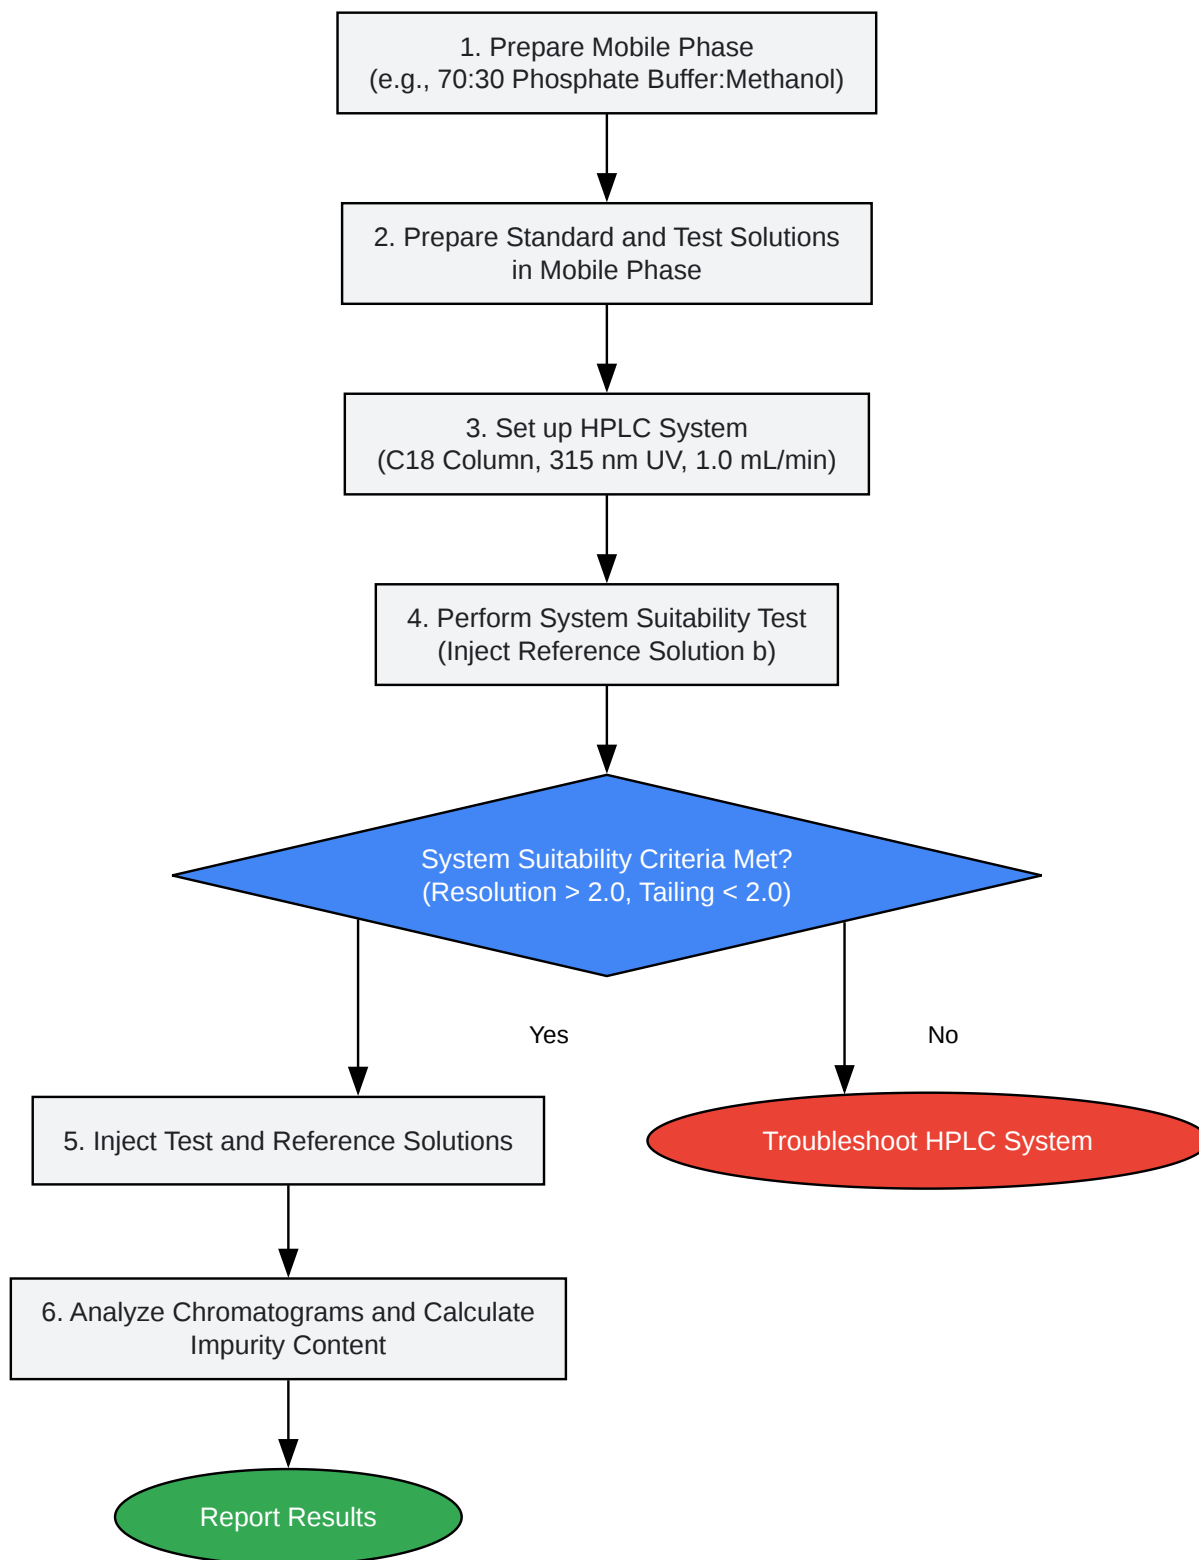 1. Prepare Mobile Phase
(e.g., 70:30 Phosphate Buffer:Methanol)
2. Prepare Standard and Test Solutions
in Mobile Phase
3. Set up HPLC System
(C18 Column, 315 nm UV, 1.0 mL/min)
4. Perform System Suitability Test
(Inject Reference Solution b)
System Suitability Criteria Met?
(Resolution > 2.0, Tailing < 2.0)
Yes
No
5. Inject Test and Reference Solutions
Troubleshoot HPLC System
6. Analyze Chromatograms and Calculate
Impurity Content
Report Results